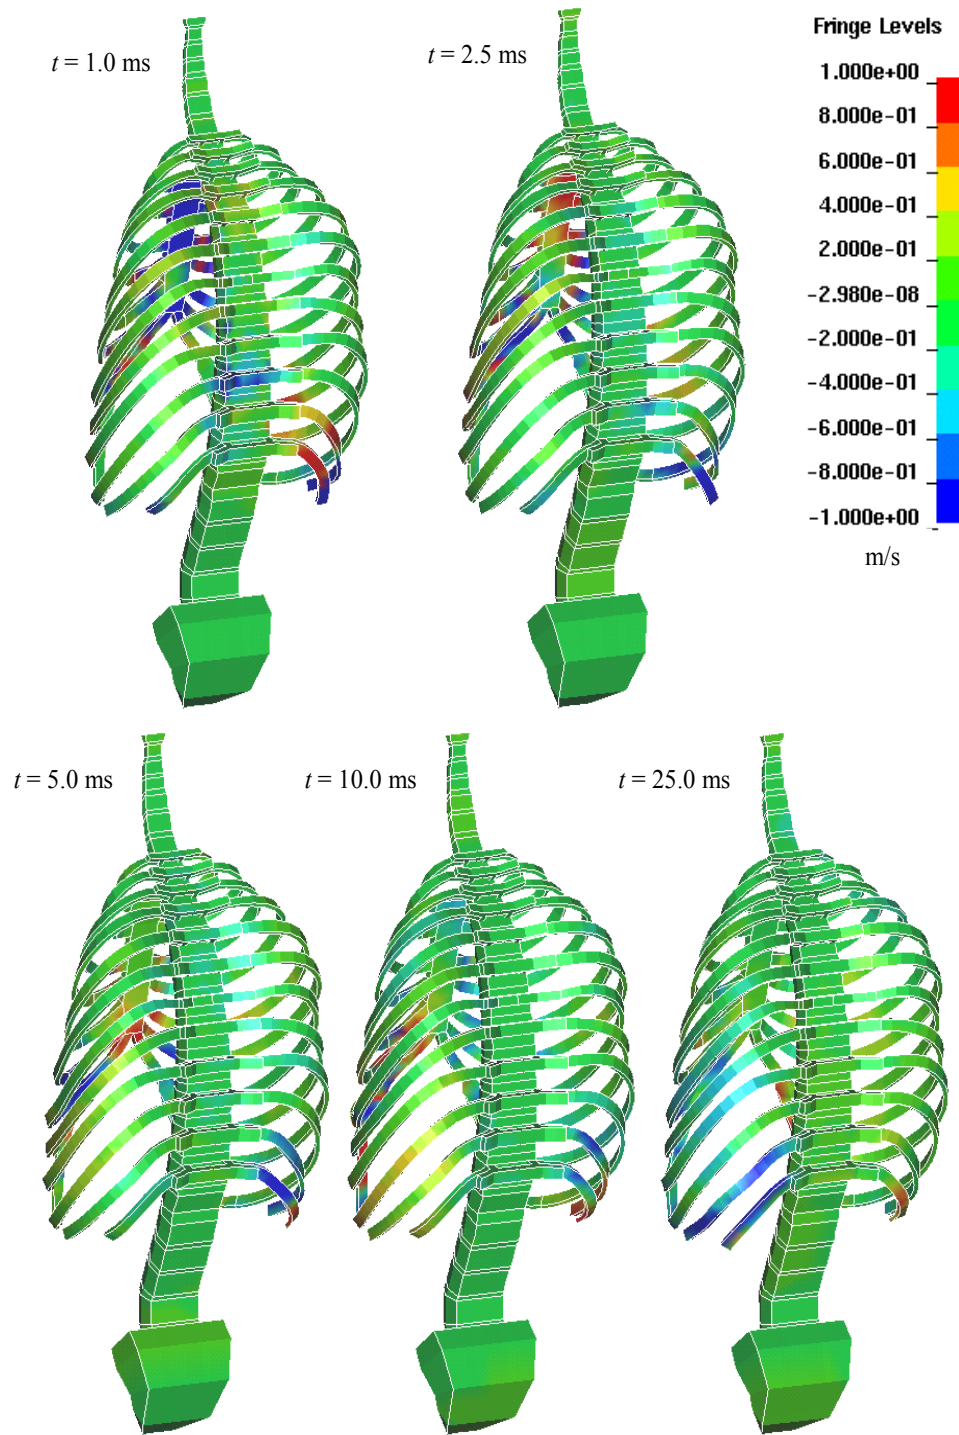 Fringe Levels
t = 1.0 ms
t = 2.5 ms
1.000e+00
8.000e-01
6.000e-01
4.000e-01
2.000e-01
-2.980e-08
-2.000e-01
-4.000e-01
-6.000e-01
-8.000e-01
-1.000e+00
m/s
t = 5.0 ms
t = 10.0 ms
t = 25.0 ms